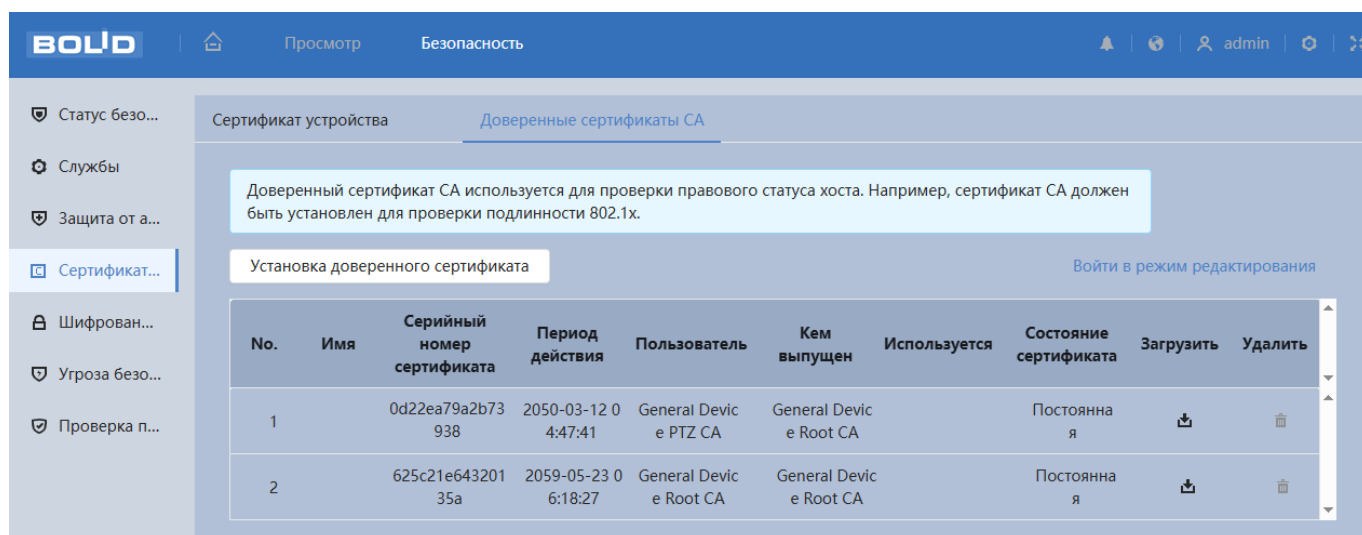 BOLID
Просмотр
Безопасность
admin
Статус безо...
Службы
Защита от а...
Сертификат...
Шифрован...
Угроза безо...
Проверка п...
Сертификат устройства
Доверенные сертификаты CA
Доверенный сертификат CA используется для проверки правового статуса хоста. Например, сертификат CA должен
быть установлен для проверки подлинности 802.1x.
Установка доверенного сертификата
Войти в режим редактирования
No.
Имя
Серийный
номер
сертификата
Период
действия
Пользователь
Кем
выпущен
Используется
Состояние
сертификата
Загрузить
Удалить
1
0d22ea79a2b73
938
2050-03-12 0
4:47:41
General Devic
e PTZ CA
General Devic
e Root CA
Постоянна
я
2
625c21e643201
35a
2059-05-23 0
6:18:27
General Devic
e Root CA
General Devic
e Root CA
Постоянна
я